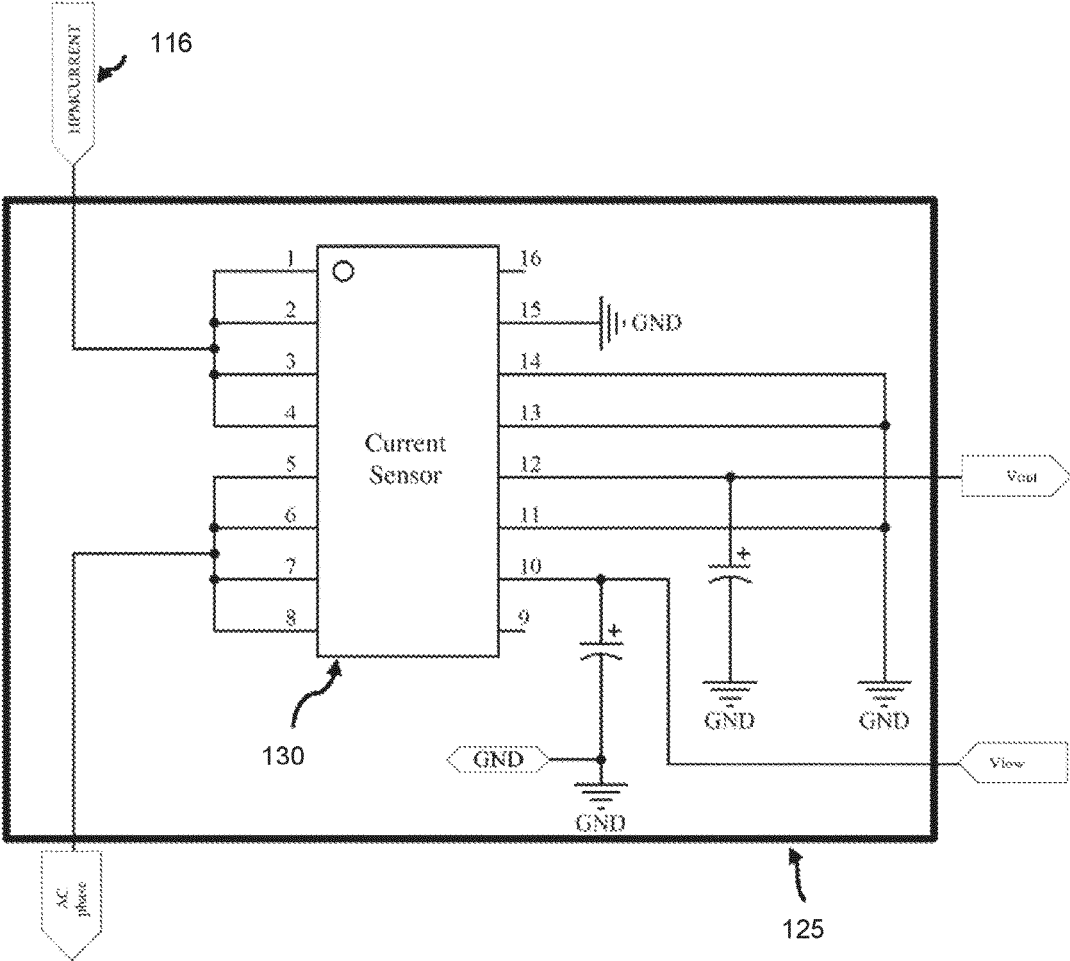 116
HPMCURRENT
1
16
2
15
GND
3
14
4
13
Current
Sensor
5
12
Vout
6
11
7
10
+
8
9
+
130
GND
GND
GND
GND
Vlow
AC
phase
125